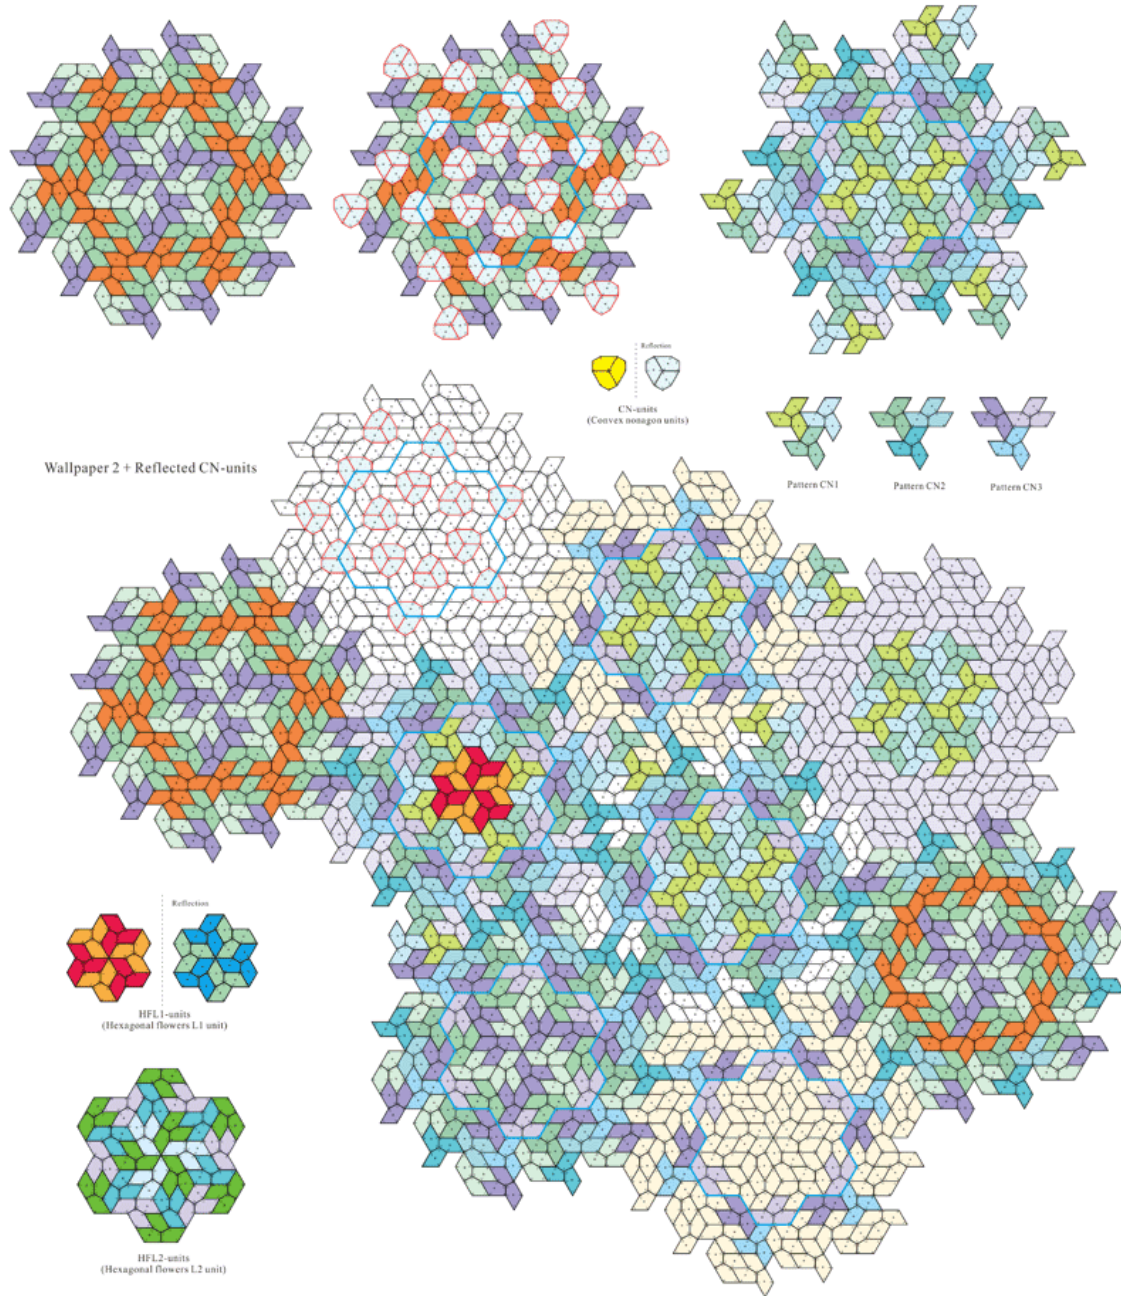 Reflection
CN-units
(Convex nonagon units)
Wallpaper 2 + Reflected CN-units
Pattern CN1
Pattern CN2
Pattern CN3
Reflection
HFL1-units
(Hexagonal flowers L1 unit)
HFL2-units
(Hexagonal flowers L2 unit)